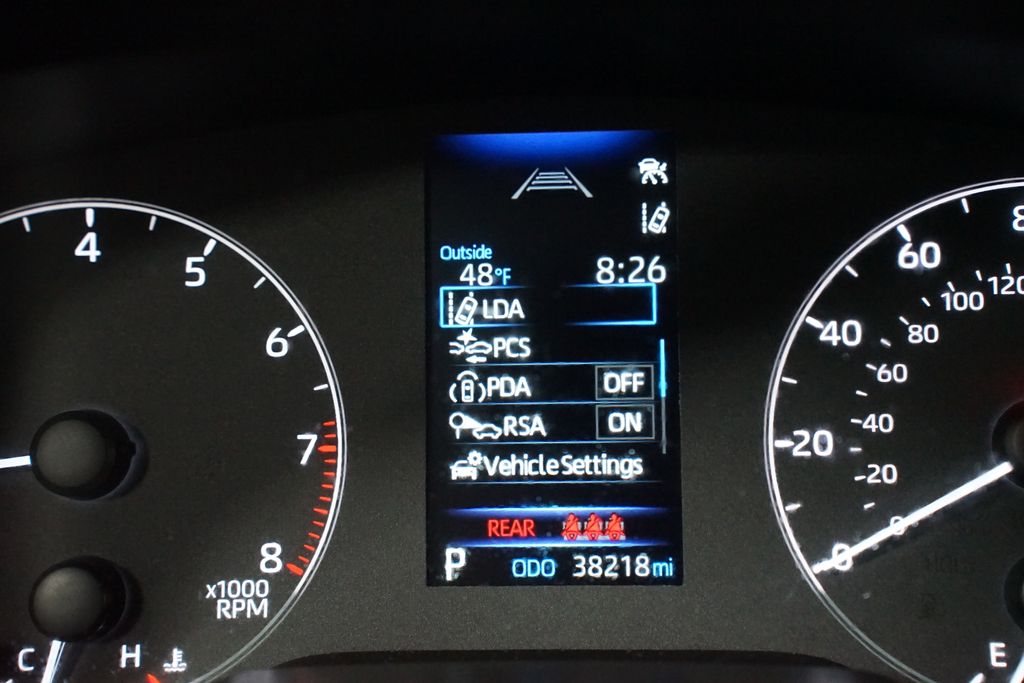 4
5
6
7
8
x1000
RPM
C
H
Outside
48°F 8:26
LDA
PCS
PDA OFF
RSA ON
Vehicle Settings
REAR
P ODO 38218 mi
0
20
40
60
8
0
20
40
60
80
100
120
E